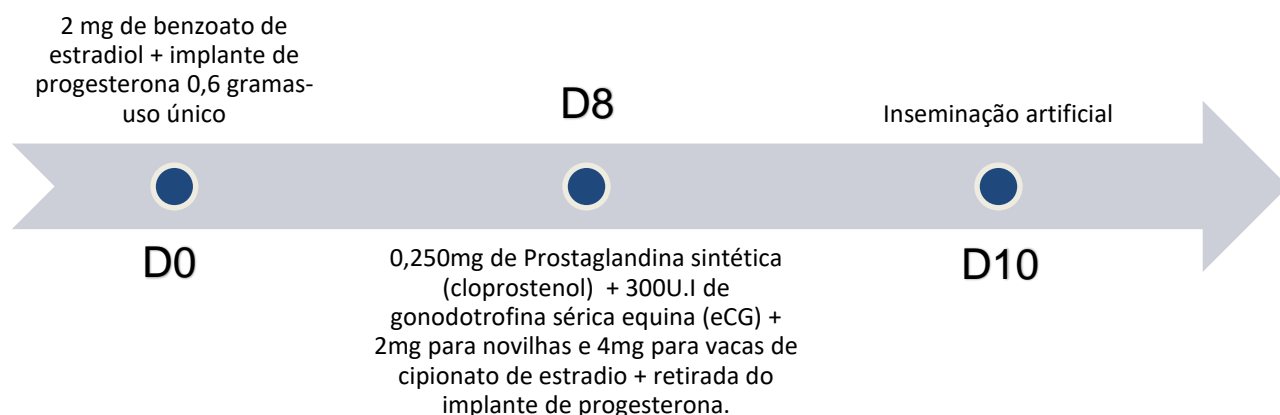 2 mg de benzoato de
estradiol + implante de
progesterona 0,6 gramas-
uso único
D0
D8
0,250mg de Prostaglandina sintética
(cloprostenol)  + 300U.I de
gonodotrofina sérica equina (eCG) +
2mg para novilhas e 4mg para vacas de
cipionato de estradio + retirada do
implante de progesterona.
Inseminação artificial
D10